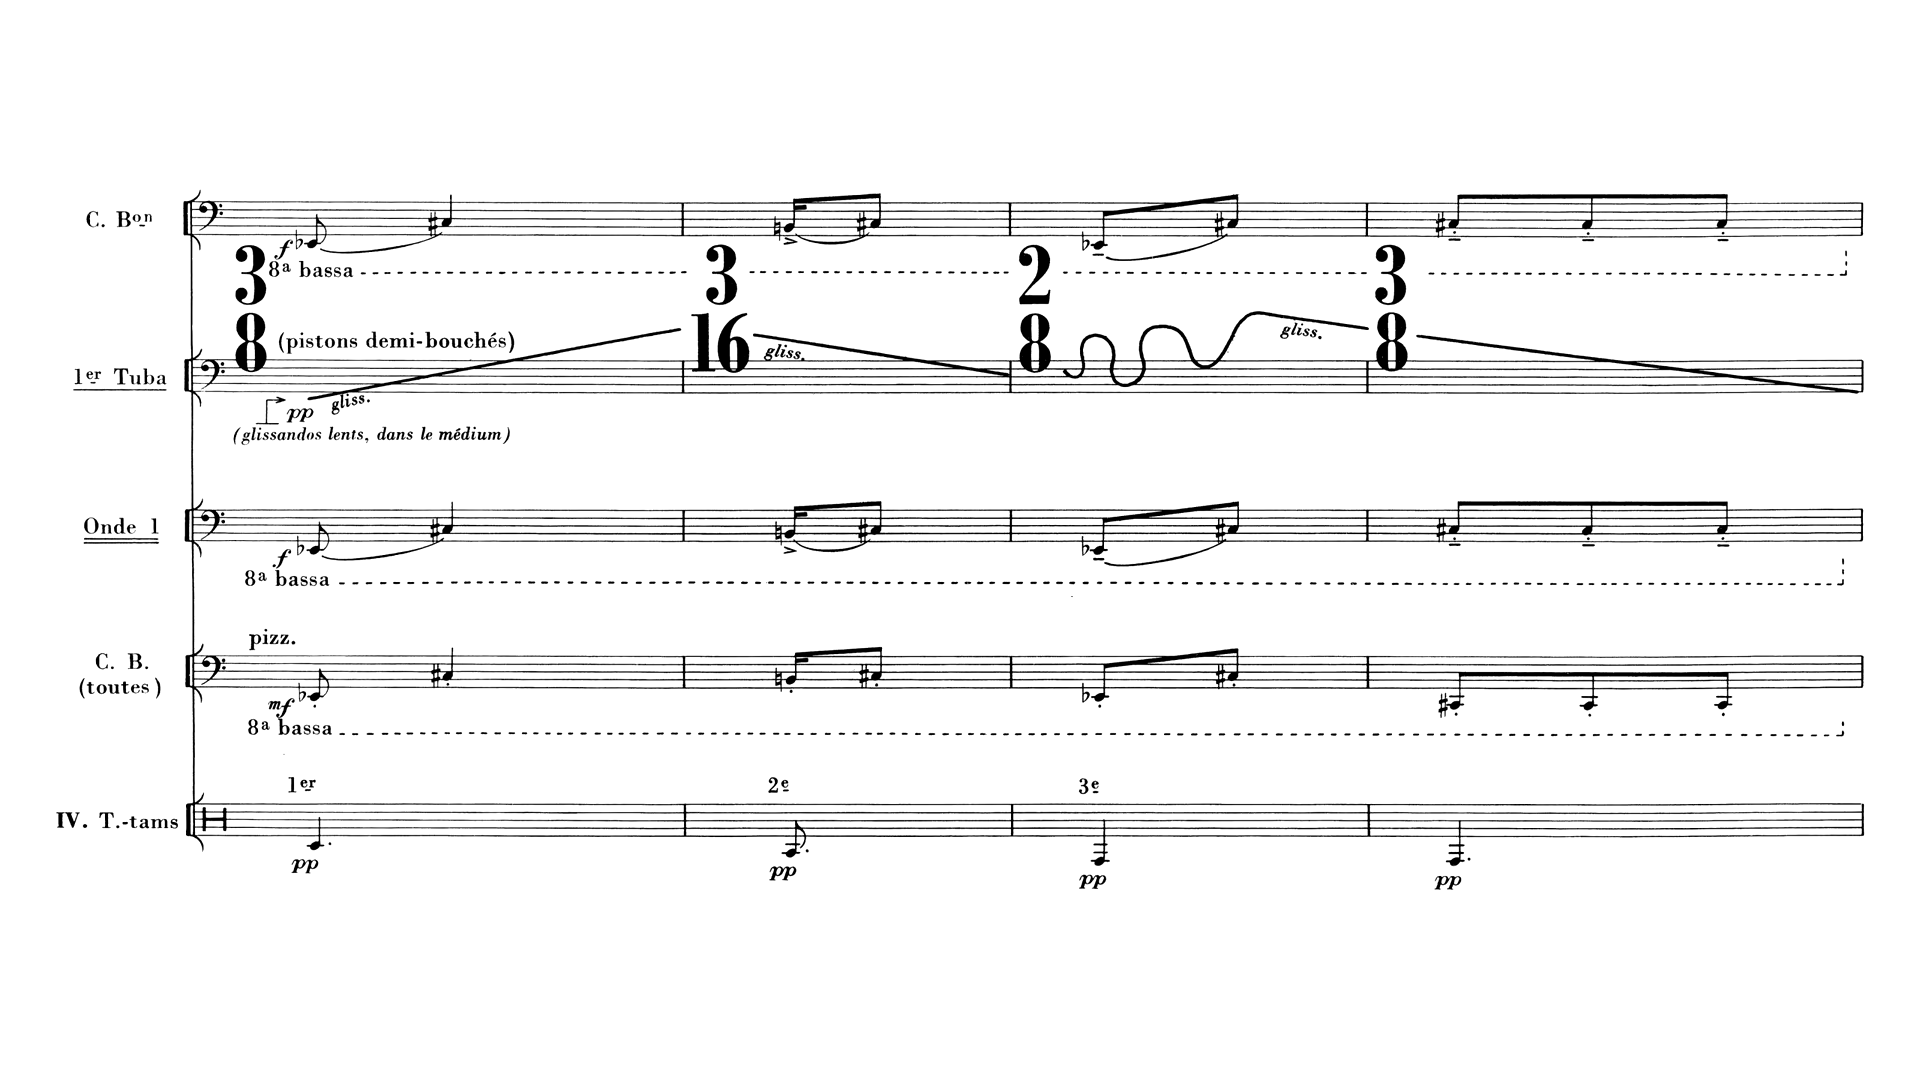 C. Bon
f
8a bassa
3 3 2 3
8 16 8 8
(pistons demi-bouchés)
gliss.
gliss.
1er Tuba
pp gliss.
(glissandos lents, dans le médium)
Onde 1
f
8a bassa
pizz.
C. B.
(toutes)
mf
8a bassa
1er 2e 3e
IV. T.-tams
pp pp pp pp